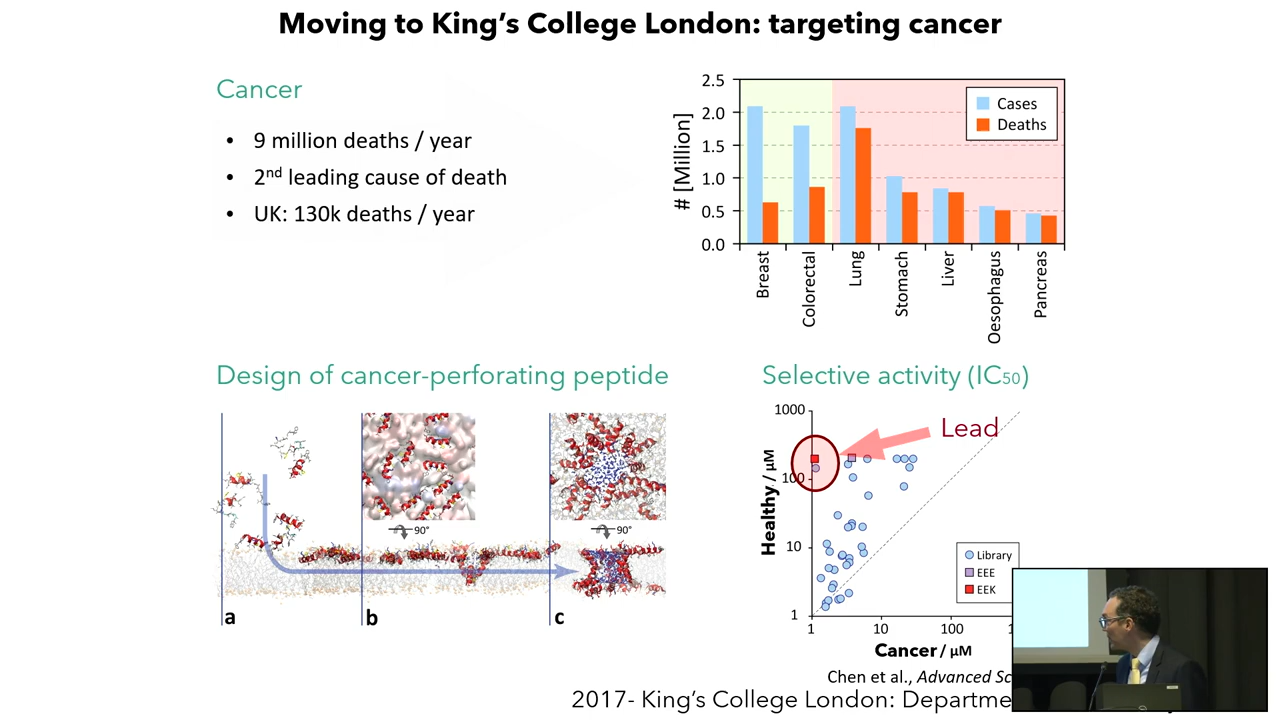 Moving to King's College London: targeting cancer
Cancer
• 9 million deaths / year
• 2nd leading cause of death
• UK: 130k deaths / year
# [Million]
2.5
2.0
1.5
1.0
0.5
0.0
Cases
Deaths
Breast
Colorectal
Lung
Stomach
Liver
Oesophagus
Pancreas
Design of cancer-perforating peptide
90°
90°
a
b
c
Selective activity (IC50)
Lead
Healthy / µM
1000
100
10
1
Library
EEE
EEK
1
10
100
Cancer / µM
Chen et al., Advanced
2017- King's College London: